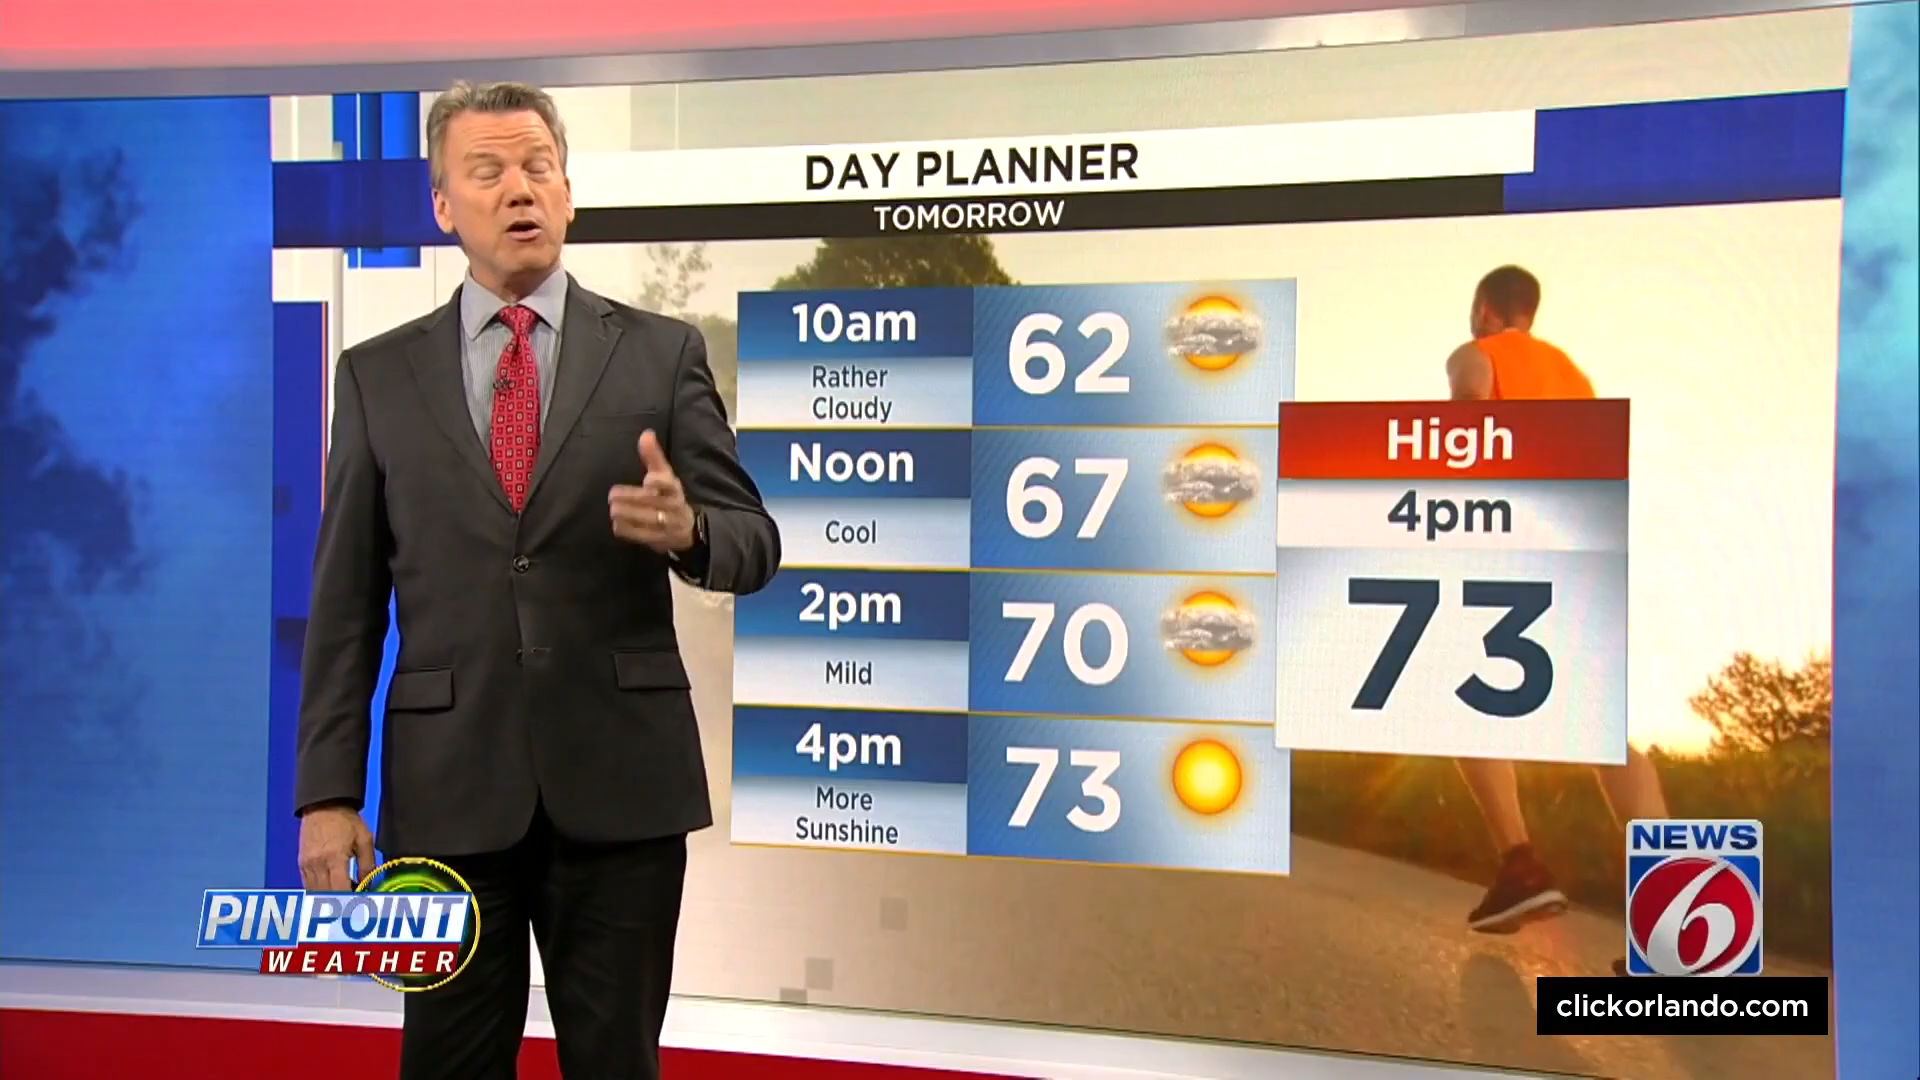 DAY PLANNER
TOMORROW
10am
Rather
Cloudy
62
Noon
Cool
67
2pm
Mild
70
4pm
More
Sunshine
73
High
4pm
73
PINPOINT
WEATHER
NEWS
6
clickorlando.com